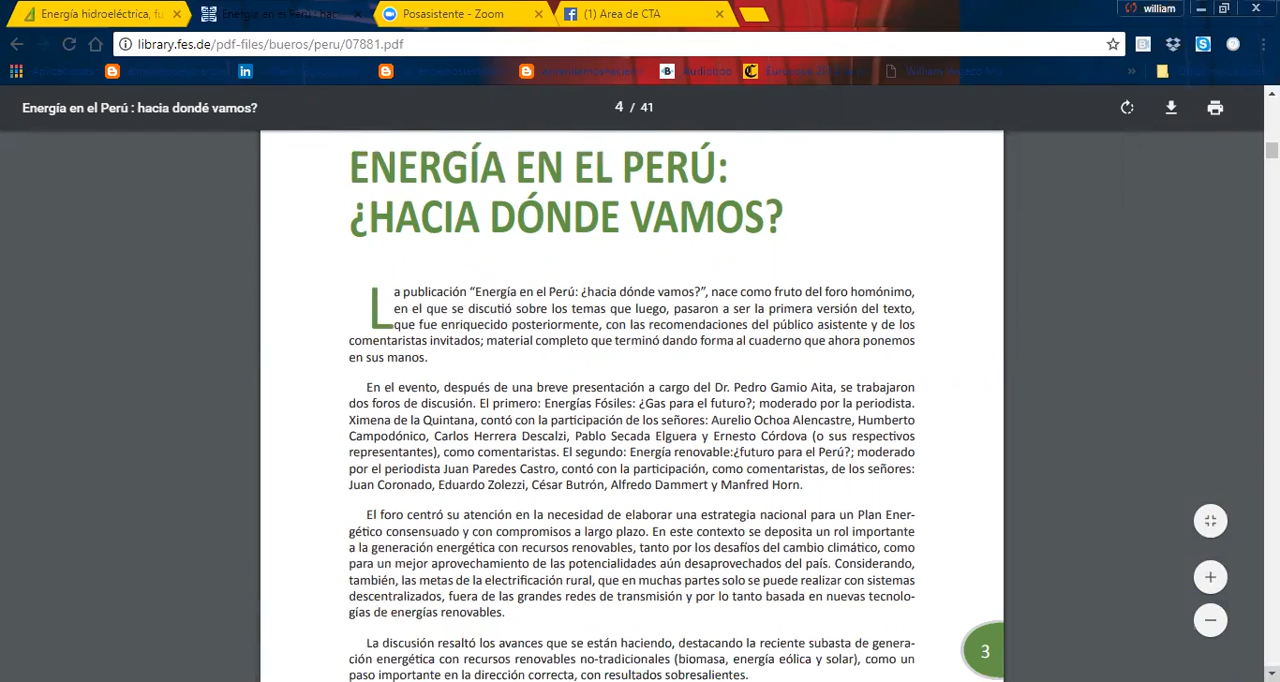 Energía hidroeléctrica, fu
Energía en el Perú : hac
Posasistente - Zoom
(1) Area de CTA
william
library.fes.de/pdf-files/bueros/peru/07881.pdf
Aplicaciones
Audioboo
William Velazco Mu
Energía en el Perú : hacia dondé vamos?
4 / 41
ENERGÍA EN EL PERÚ:
¿HACIA DÓNDE VAMOS?
La publicación “Energía en el Perú: ¿hacia dónde vamos?”, nace como fruto del foro homónimo,
en el que se discutió sobre los temas que luego, pasaron a ser la primera versión del texto,
que fue enriquecido posteriormente, con las recomendaciones del público asistente y de los
comentaristas invitados; material completo que terminó dando forma al cuaderno que ahora ponemos
en sus manos.
En el evento, después de una breve presentación a cargo del Dr. Pedro Gamio Aita, se trabajaron
dos foros de discusión. El primero: Energías Fósiles: ¿Gas para el futuro?; moderado por la periodista.
Ximena de la Quintana, contó con la participación de los señores: Aurelio Ochoa Alencastre, Humberto
Campodónico, Carlos Herrera Descalzi, Pablo Secada Elguera y Ernesto Córdova (o sus respectivos
representantes), como comentaristas. El segundo: Energía renovable:¿futuro para el Perú?; moderado
por el periodista Juan Paredes Castro, contó con la participación, como comentaristas, de los señores:
Juan Coronado, Eduardo Zolezzi, César Butrón, Alfredo Dammert y Manfred Horn.
El foro centró su atención en la necesidad de elaborar una estrategia nacional para un Plan Ener-
gético consensuado y con compromisos a largo plazo. En este contexto se deposita un rol importante
a la generación energética con recursos renovables, tanto por los desafíos del cambio climático, como
para un mejor aprovechamiento de las potencialidades aún desaprovechados del país. Considerando,
también, las metas de la electrificación rural, que en muchas partes solo se puede realizar con sistemas
descentralizados, fuera de las grandes redes de transmisión y por lo tanto basada en nuevas tecnolo-
gías de energías renovables.
La discusión resaltó los avances que se están haciendo, destacando la reciente subasta de genera-
ción energética con recursos renovables no-tradicionales (biomasa, energía eólica y solar), como un
paso importante en la dirección correcta, con resultados sobresalientes.
3